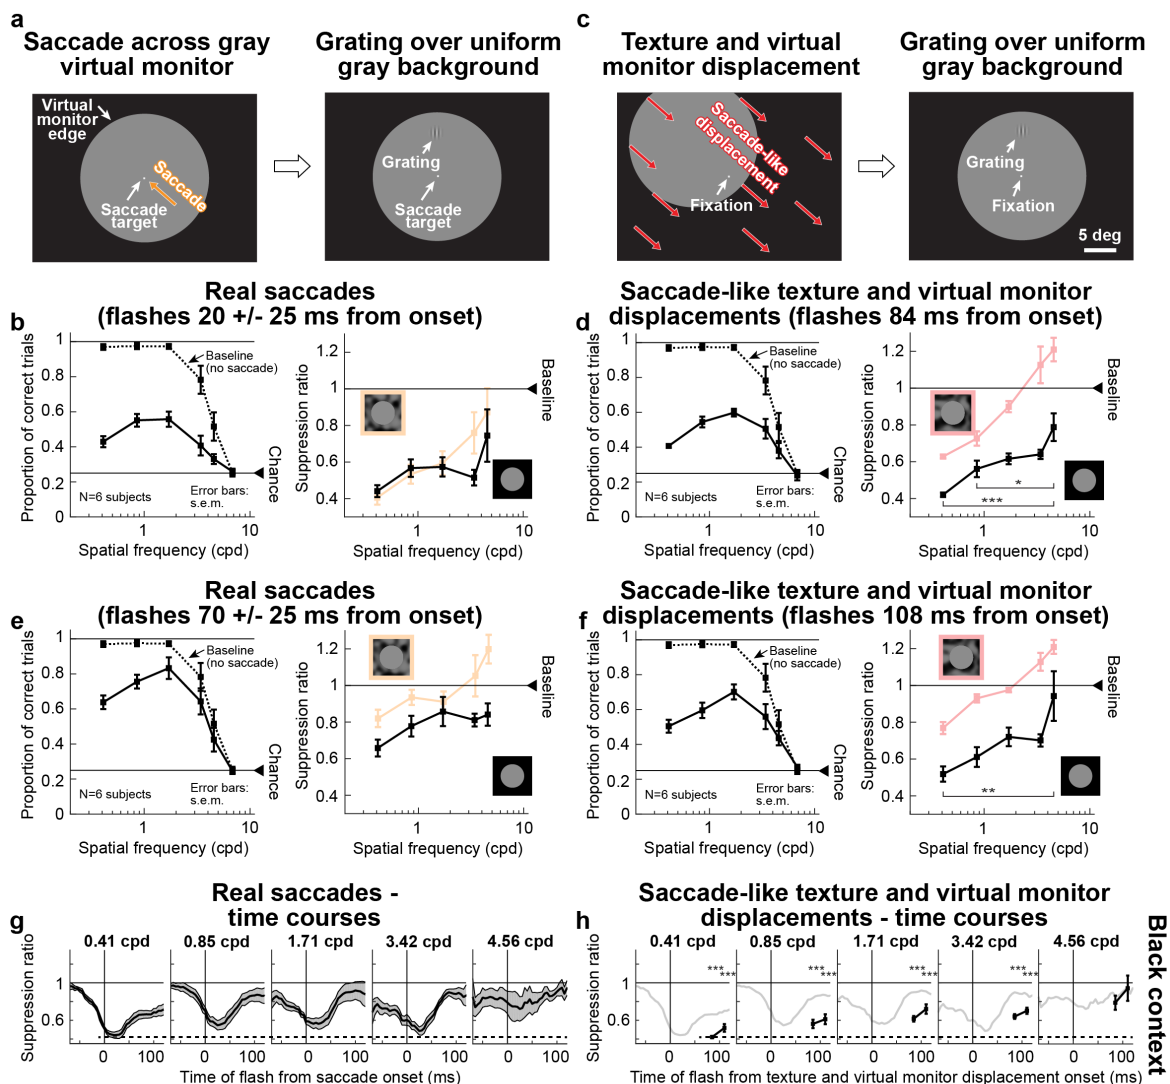 a
Saccade across gray
virtual monitor
Grating over uniform
gray background
Virtual
monitor
edge
Saccade
Saccade
target
Grating
Saccade
target
c
Texture and virtual
monitor displacement
Grating over uniform
gray background
Saccade-like
displacement
Fixation
Grating
Fixation
5 deg
b
Real saccades
(flashes 20 +/- 25 ms from onset)
Proportion of correct trials
1
0.8
0.6
0.4
0.2
0
Baseline
(no saccade)
Chance
N=6 subjects
Error bars:
s.e.m.
1
10
Spatial frequency (cpd)
Suppression ratio
1.2
1
0.8
0.6
0.4
Baseline
1
10
Spatial frequency (cpd)
d
Saccade-like texture and virtual monitor
displacements (flashes 84 ms from onset)
Proportion of correct trials
1
0.8
0.6
0.4
0.2
0
Baseline
(no saccade)
Chance
N=6 subjects
Error bars:
s.e.m.
1
10
Spatial frequency (cpd)
Suppression ratio
1.2
1
0.8
0.6
0.4
Baseline
*
***
1
10
Spatial frequency (cpd)
e
Real saccades
(flashes 70 +/- 25 ms from onset)
Proportion of correct trials
1
0.8
0.6
0.4
0.2
0
Baseline
(no saccade)
Chance
N=6 subjects
Error bars:
s.e.m.
1
10
Spatial frequency (cpd)
Suppression ratio
1.2
1
0.8
0.6
0.4
Baseline
1
10
Spatial frequency (cpd)
f
Saccade-like texture and virtual monitor
displacements (flashes 108 ms from onset)
Proportion of correct trials
1
0.8
0.6
0.4
0.2
0
Baseline
(no saccade)
Chance
N=6 subjects
Error bars:
s.e.m.
1
10
Spatial frequency (cpd)
Suppression ratio
1.2
1
0.8
0.6
0.4
Baseline
**
1
10
Spatial frequency (cpd)
g
Real saccades -
time courses
0.41 cpd
0.85 cpd
1.71 cpd
3.42 cpd
4.56 cpd
Suppression ratio
1
0.6
0 100
0 100
0 100
0 100
0 100
Time of flash from saccade onset (ms)
h
Saccade-like texture and virtual monitor
displacements - time courses
0.41 cpd
0.85 cpd
1.71 cpd
3.42 cpd
4.56 cpd
Suppression ratio
1
0.6
*** ***
*** ***
*** ***
*** ***
0 100
0 100
0 100
0 100
0 100
Time of flash from texture and virtual monitor displacement onset (ms)
Black context